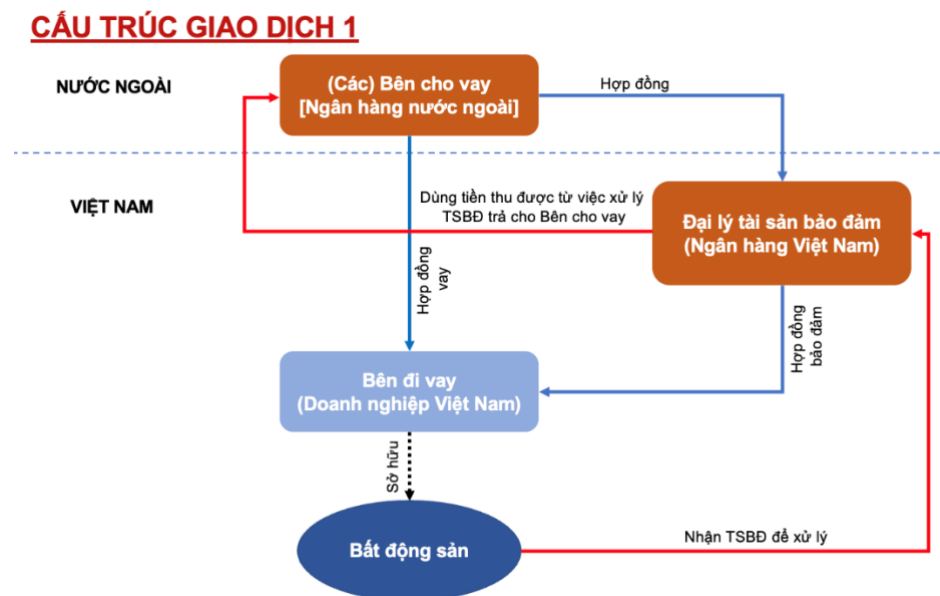 CẤU TRÚC GIAO DỊCH 1
NƯỚC NGOÀI
(Các) Bên cho vay
[Ngân hàng nước ngoài]
Hợp đồng
VIỆT NAM
Dùng tiền thu được từ việc xử lý
TSBĐ trả cho Bên cho vay
Đại lý tài sản bảo đảm
(Ngân hàng Việt Nam)
Hợp đồng
vay
Hợp đồng
bảo đảm
Bên đi vay
(Doanh nghiệp Việt Nam)
Sở hữu
Bất động sản
Nhận TSBĐ để xử lý